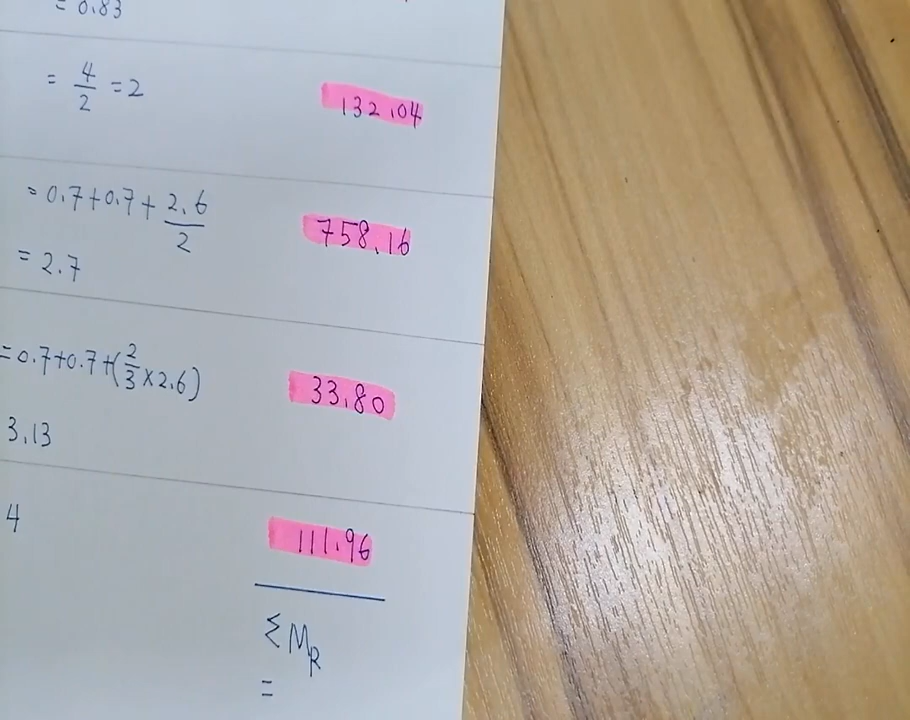 = 0.83
= 4/2 = 2 132.04
= 0.7+0.7+ 2.6/2 758.16
= 2.7
= 0.7+0.7+(2/3 × 2.6) 33.80
3.13
4 111.96
ΣM_R
=